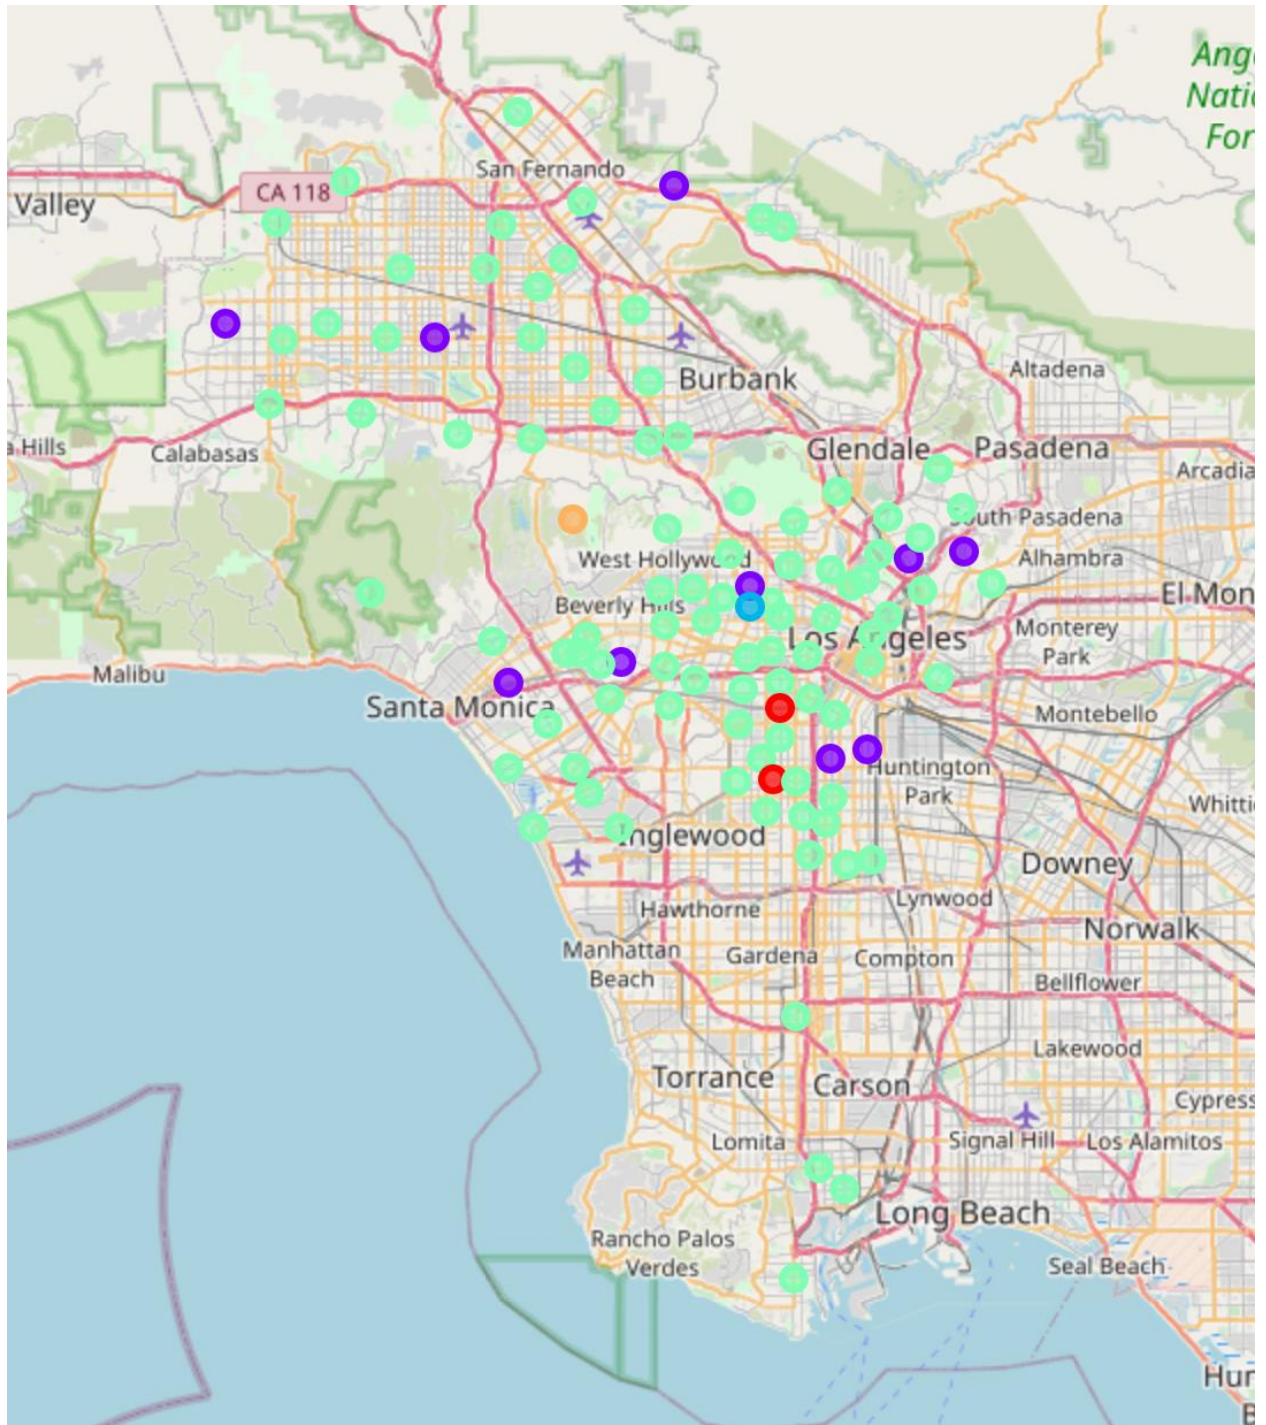 Ang
Natio
For
San Fernando
CA 118
Valley
Altadena
Burbank
Glendale
Pasadena
a Hills
Calabasas
Arcadia
South Pasadena
West Hollywood
Alhambra
Beverly Hills
El Mon
Los Angeles
Monterey
Park
Malibu
Santa Monica
Montebello
Huntington
Park
Whitti
Inglewood
Downey
Lynwood
Hawthorne
Norwalk
Manhattan
Beach
Gardena
Compton
Bellflower
Lakewood
Torrance
Carson
Cypress
Lomita
Signal Hill
Los Alamitos
Long Beach
Rancho Palos
Verdes
Seal Beach
Hun
B